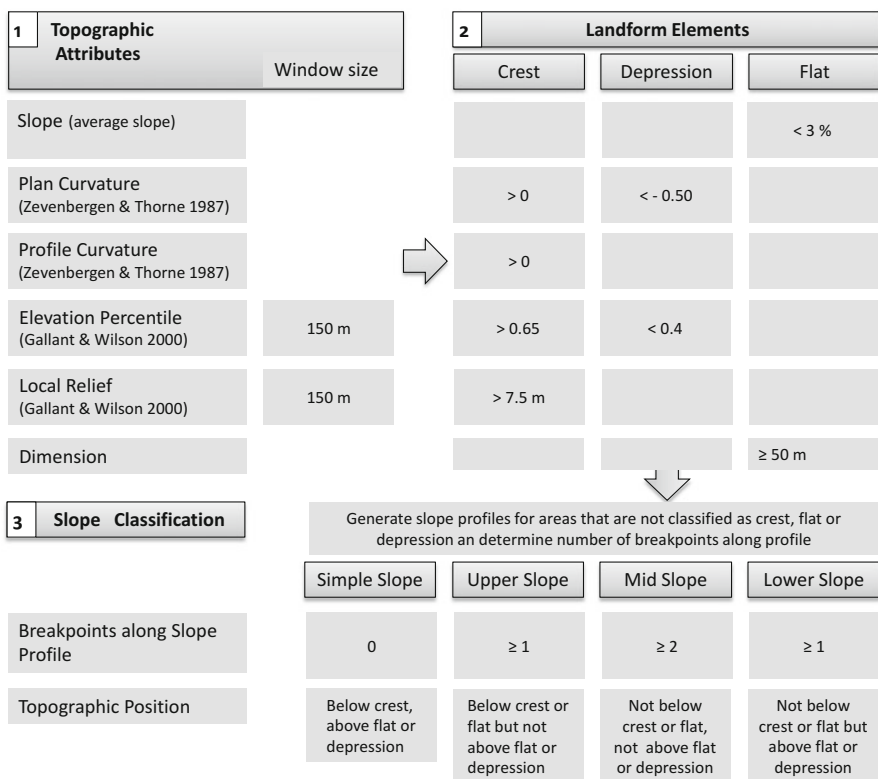 1 Topographic Attributes
Window size
2 Landform Elements
Crest Depression Flat
Slope (average slope)
< 3 %
Plan Curvature
(Zevenbergen & Thorne 1987)
> 0 < - 0.50
Profile Curvature
(Zevenbergen & Thorne 1987)
> 0
Elevation Percentile
(Gallant & Wilson 2000)
150 m > 0.65 < 0.4
Local Relief
(Gallant & Wilson 2000)
150 m > 7.5 m
Dimension
≥ 50 m
3 Slope Classification
Generate slope profiles for areas that are not classified as crest, flat or
depression an determine number of breakpoints along profile
Simple Slope Upper Slope Mid Slope Lower Slope
Breakpoints along Slope
Profile
0 ≥ 1 ≥ 2 ≥ 1
Topographic Position
Below crest,
above flat or
depression
Below crest or
flat but not
above flat or
depression
Not below
crest or flat,
not above flat
or depression
Not below
crest or flat but
above flat or
depression